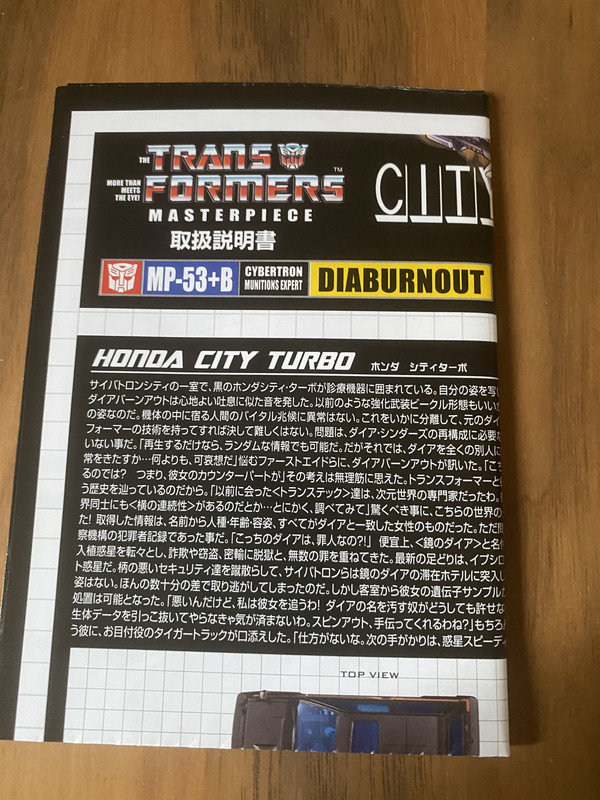 THE TRANSFORMERS™
MORE THAN MEETS THE EYE!
MASTERPIECE
取扱説明書
CITY
MP-53+B
CYBERTRON MUNITIONS EXPERT
DIABURNOUT
HONDA CITY TURBO ホンダ シティターボ
サイバトロンシティの一室で、黒のホンダシティ・ターボが診療機器に囲まれている。自分の姿を写し
ダイアバーンアウトは心地よい吐息に似た音を発した。以前のような強化武装ビークル形態もいいか
の姿なのだ。機体の中に宿る人間のバイタル兆候に異常はない。これをいかに分離して、元のダイ
フォーマーの技術を持ってすれば決して難しくはない。問題は、ダイア・シンダーズの再構成に必要な
いない事だ。「再生するだけなら、ランダムな情報でも可能だ。だがそれでは、ダイアを全くの別人に
常をきたすか…何よりも、可哀想だ」悩むファーストエイドらに、ダイアバーンアウトが訊いた。「こち
るのでは? つまり、彼女のカウンターパートが」その考えは無理筋に思えた。トランスフォーマーと
う歴史を辿っているのだから。「以前に会った<トランステック>達は、次元世界の専門家だったわ。
界同士にも<横の連続性>があるのだとか…とにかく、調べてみて」驚くべき事に、こちらの世界の
た! 取得した情報は、名前から人種・年齢・容姿、すべてがダイアと一致した女性のものだった。ただ
察機構の犯罪者記録であった事だ。「こっちのダイアは、罪人なの?!」 便宜上、<鏡のダイア>と名付
入植惑星を転々とし、詐欺や窃盗、密輸に脱獄と、無数の罪を重ねてきた。最新の足どりは、イプシロ
ト惑星だ。柄の悪いセキュリティ達を蹴散らして、サイバトロンらは鏡のダイアの滞在ホテルに突入し
姿はない。ほんの数十分の差で取り逃がしてしまったのだ。しかし客室から彼女の遺伝子サンプル
処置は可能となった。「悪いんだけど、私は彼女を追うわ! ダイアの名を汚す奴がどうしても許せな
生体データを引っこ抜いてやらなきゃ気が済まないわ。スピンアウト、手伝ってくれるわね?」もちろん
う彼に、お目付役のタイガートラックが口添えした。「仕方がないな。次の手がかりは、惑星スピーディ
TOP VIEW